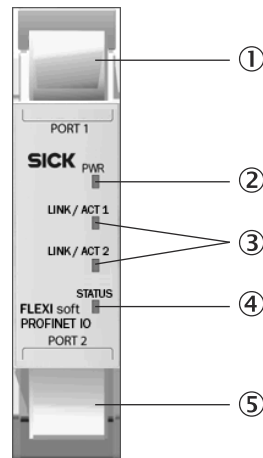 ①
PORT 1
SICK
PWR
②
LINK / ACT 1
③
LINK / ACT 2
STATUS
④
FLEXI soft
PROFINET IO
PORT 2
⑤